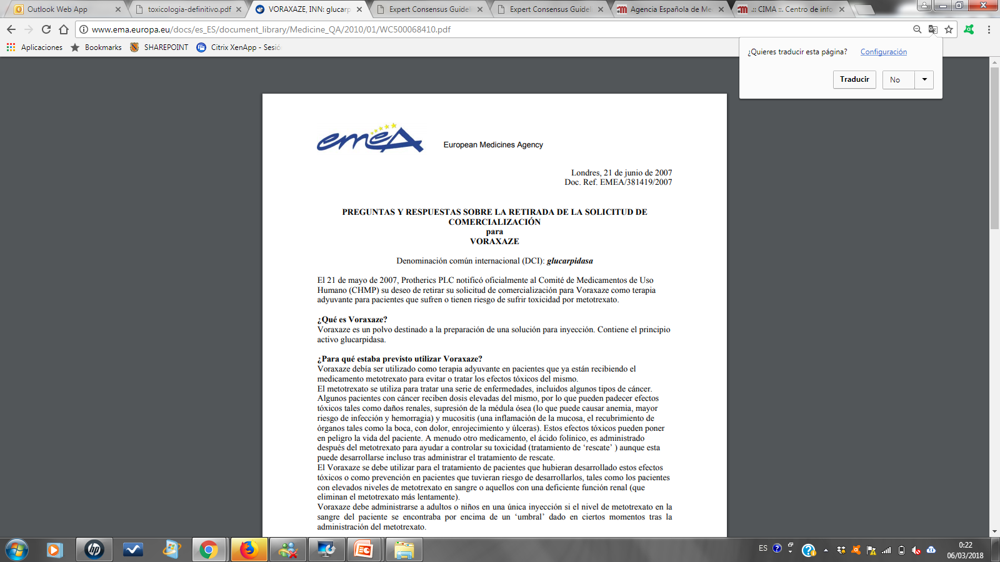 Outlook Web App
toxicologia-definitivo.pdf
VORAXAZE, INN: glucarp
Expert Consensus Guidel
Expert Consensus Guidel
Agencia Española de Me
.:: CIMA ::. Centro de info
www.ema.europa.eu/docs/es_ES/document_library/Medicine_QA/2010/01/WC500068410.pdf
Aplicaciones
Bookmarks
SHAREPOINT
Citrix XenApp - Sesió
¿Quieres traducir esta página? Configuración
Traducir
No
emeA
European Medicines Agency
Londres, 21 de junio de 2007
Doc. Ref. EMEA/381419/2007
PREGUNTAS Y RESPUESTAS SOBRE LA RETIRADA DE LA SOLICITUD DE
COMERCIALIZACIÓN
para
VORAXAZE
Denominación común internacional (DCI): glucarpidasa
El 21 de mayo de 2007, Protherics PLC notificó oficialmente al Comité de Medicamentos de Uso
Humano (CHMP) su deseo de retirar su solicitud de comercialización para Voraxaze como terapia
adyuvante para pacientes que sufren o tienen riesgo de sufrir toxicidad por metotrexato.
¿Qué es Voraxaze?
Voraxaze es un polvo destinado a la preparación de una solución para inyección. Contiene el principio
activo glucarpidasa.
¿Para qué estaba previsto utilizar Voraxaze?
Voraxaze debía ser utilizado como terapia adyuvante en pacientes que ya están recibiendo el
medicamento metotrexato para evitar o tratar los efectos tóxicos del mismo.
El metotrexato se utiliza para tratar una serie de enfermedades, incluidos algunos tipos de cáncer.
Algunos pacientes con cáncer reciben dosis elevadas del mismo, por lo que pueden padecer efectos
tóxicos tales como daños renales, supresión de la médula ósea (lo que puede causar anemia, mayor
riesgo de infección y hemorragia) y mucositis (una inflamación de la mucosa, el recubrimiento de
órganos tales como la boca, con dolor, enrojecimiento y úlceras). Estos efectos tóxicos pueden poner
en peligro la vida del paciente. A menudo otro medicamento, el ácido folínico, es administrado
después del metotrexato para ayudar a controlar su toxicidad (tratamiento de ‘rescate’ ) aunque esta
puede desarrollarse incluso tras administrar el tratamiento de rescate.
El Voraxaze se debe utilizar para el tratamiento de pacientes que hubieran desarrollado estos efectos
tóxicos o como prevención en pacientes que tuvieran riesgo de desarrollarlos, tales como los pacientes
con elevados niveles de metotrexato en sangre o aquellos con una deficiente función renal (que
eliminan el metotrexato más lentamente).
Voraxaze debe administrarse a adultos o niños en una única inyección si el nivel de metotrexato en la
sangre del paciente se encontraba por encima de un ‘umbral’ dado en ciertos momentos tras la
administración del metotrexato.
ES
0:22
06/03/2018